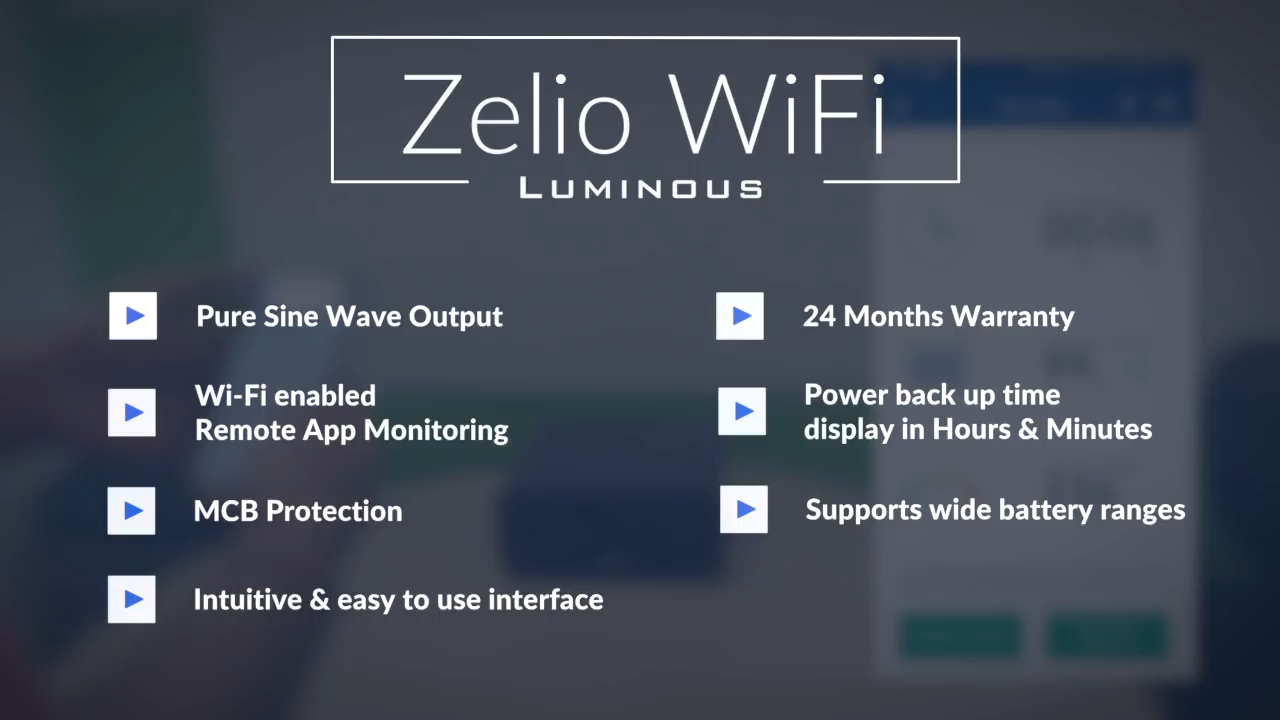 Zelio WiFi
LUMINOUS
Pure Sine Wave Output
Wi-Fi enabled
Remote App Monitoring
MCB Protection
Intuitive & easy to use interface
24 Months Warranty
Power back up time
display in Hours & Minutes
Supports wide battery ranges